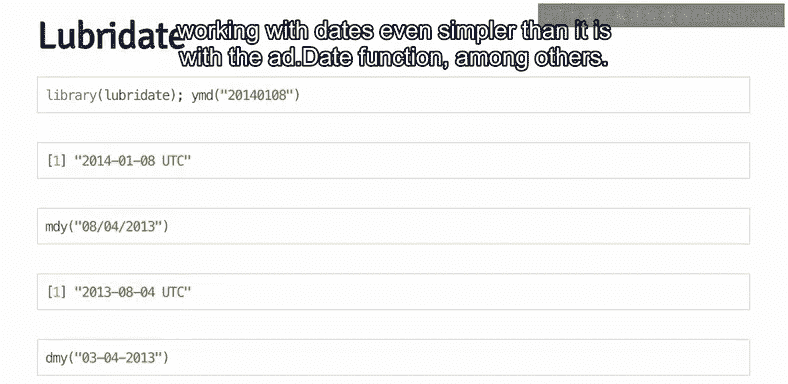 Lubridate
working with dates even simpler than it is
with the ad.Date function, among others.
library(lubridate); ymd("20140108")
[1] "2014-01-08 UTC"
mdy("08/04/2013")
[1] "2013-08-04 UTC"
dmy("03-04-2013")